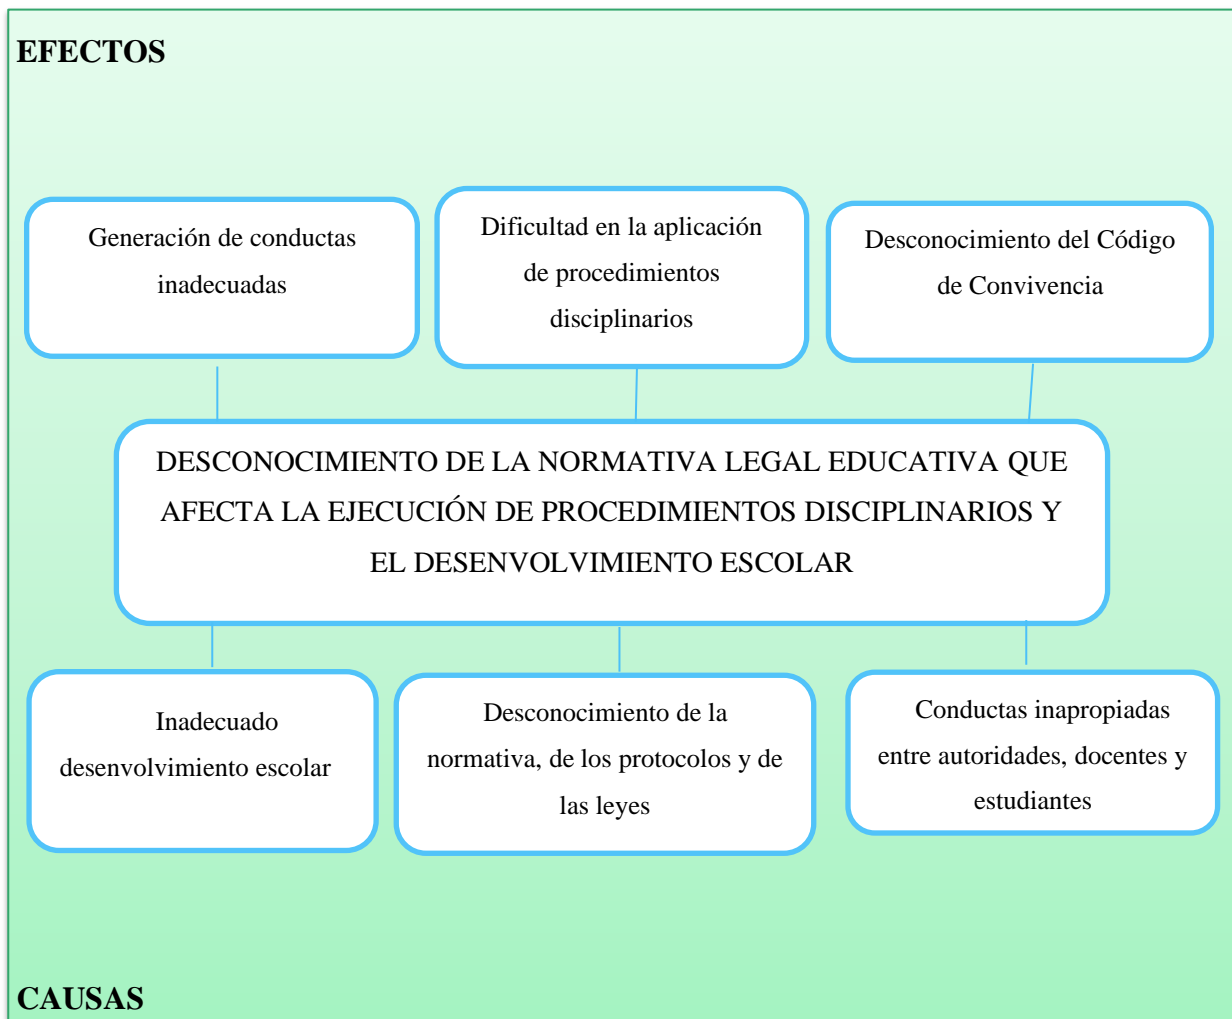 EFECTOS
Generación de conductas
inadecuadas
Dificultad en la aplicación
de procedimientos
disciplinarios
Desconocimiento del Código
de Convivencia
DESCONOCIMIENTO DE LA NORMATIVA LEGAL EDUCATIVA QUE
AFECTA LA EJECUCIÓN DE PROCEDIMIENTOS DISCIPLINARIOS Y
EL DESENVOLVIMIENTO ESCOLAR
Inadecuado
desenvolvimiento escolar
Desconocimiento de la
normativa, de los protocolos y de
las leyes
Conductas inapropiadas
entre autoridades, docentes y
estudiantes
CAUSAS